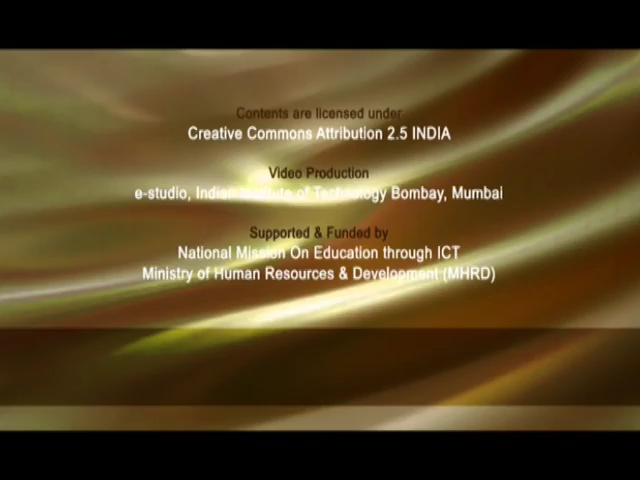 Contents are licensed under
Creative Commons Attribution 2.5 INDIA
Video Production
e-studio, Indian Institute of Technology Bombay, Mumbai
Supported & Funded by
National Mission On Education through ICT
Ministry of Human Resources & Development (MHRD)